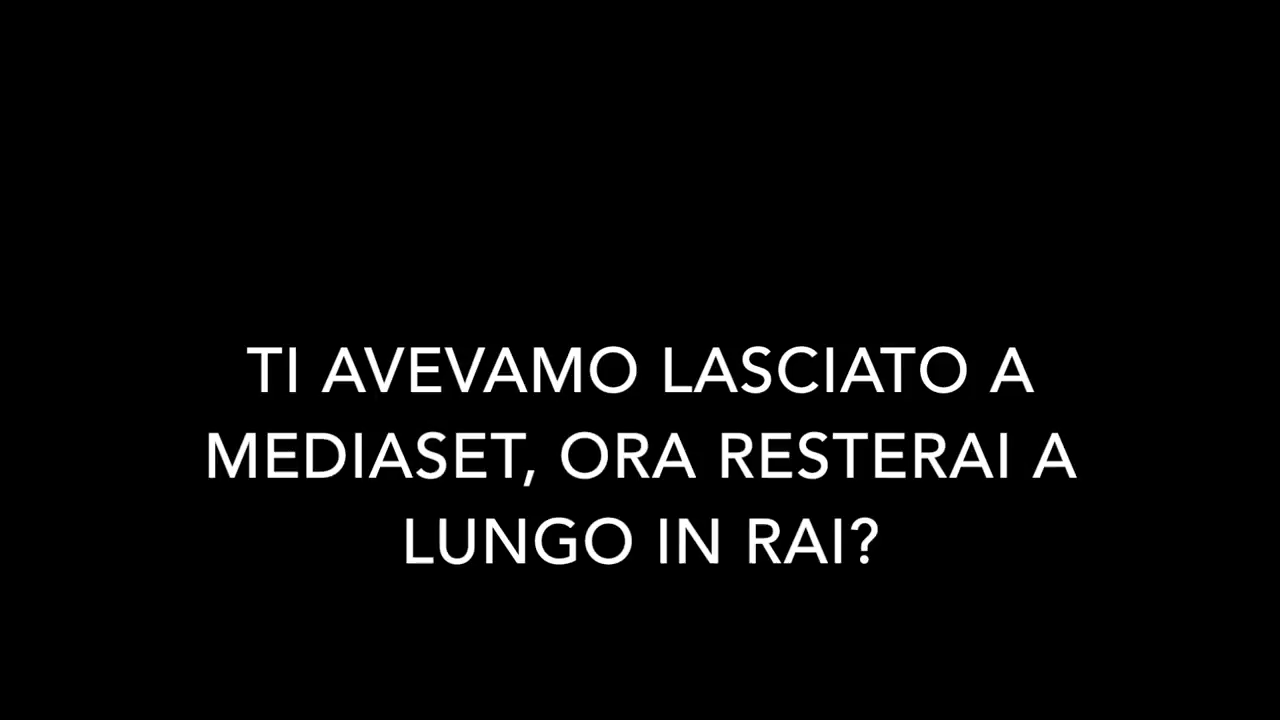 TI AVEVAMO LASCIATO A
MEDIASET, ORA RESTERAI A
LUNGO IN RAI?